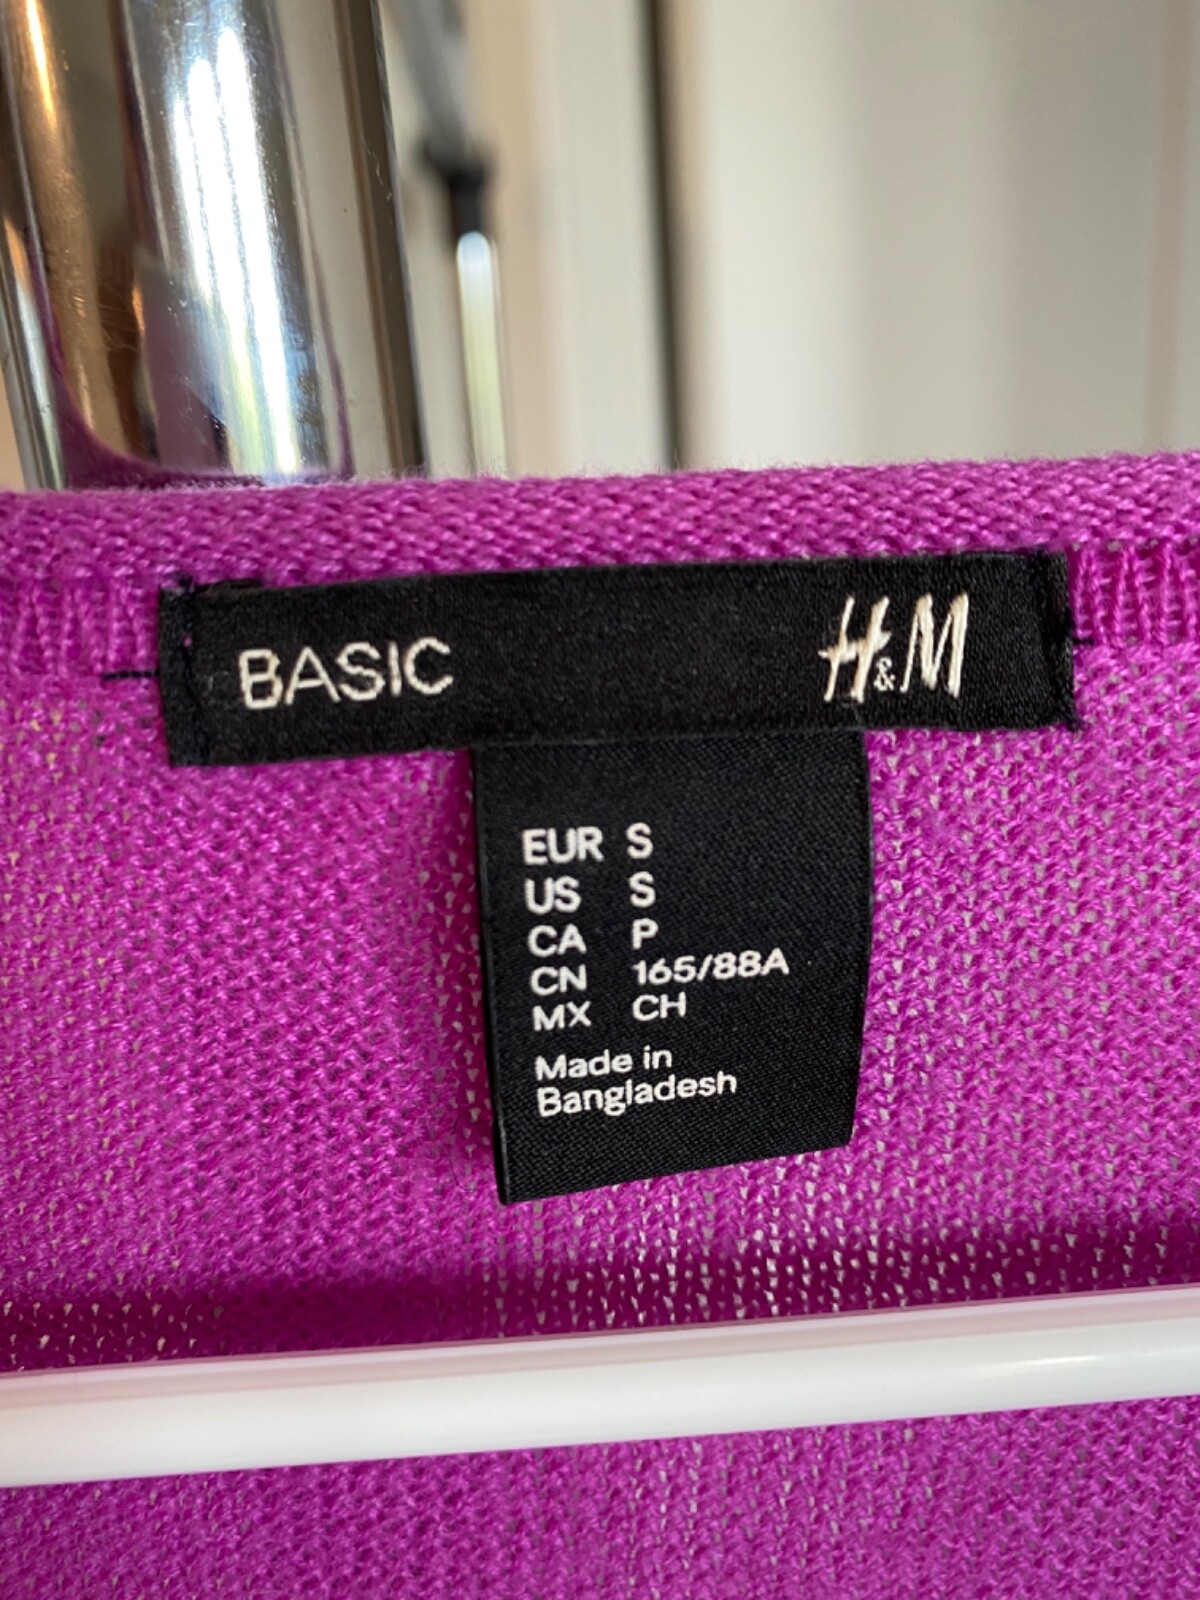 BASIC H&M
EUR S
US S
CA P
CN 165/88A
MX CH
Made in
Bangladesh